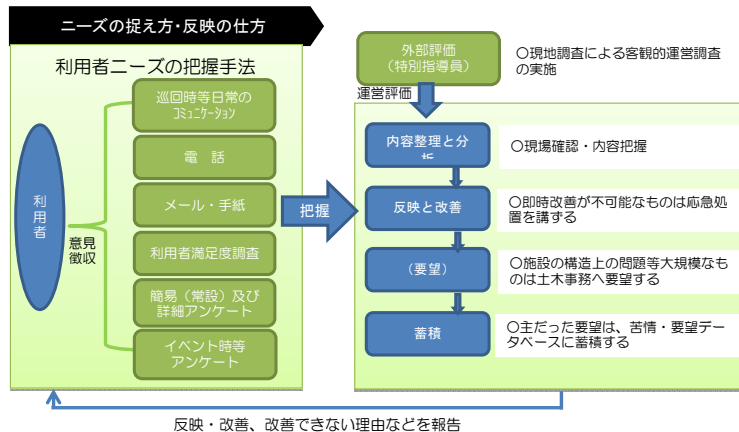 ニーズの捉え方･反映の仕方
利用者ニーズの把握手法
利用者
意見
徴収
巡回時等日常の
ｺﾐｭﾆｹｰｼｮﾝ
電　話
メール・手紙
利用者満足度調査
簡易（常設）及び
詳細アンケート
イベント時等
アンケート
把握
外部評価
（特別指導員）
〇現地調査による客観的運営調査
の実施
運営評価
内容整理と分
析
〇現場確認・内容把握
反映と改善
〇即時改善が不可能なものは応急処
置を講ずる
（要望）
〇施設の構造上の問題等大規模なも
のは土木事務へ要望する
蓄積
〇主だった要望は、苦情・要望デー
タベースに蓄積する
反映・改善、改善できない理由などを報告